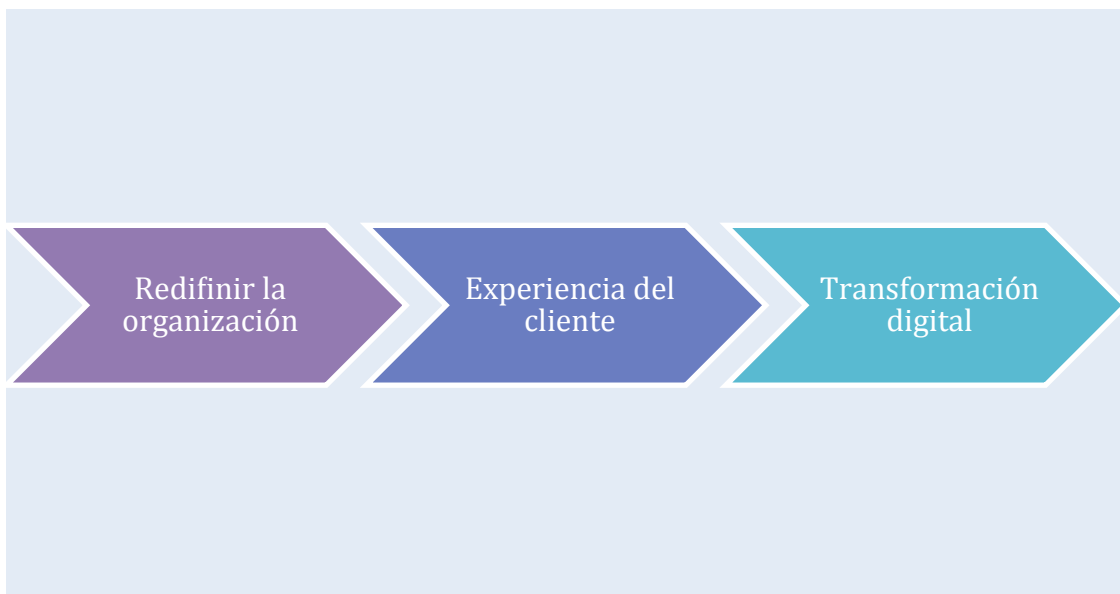 Redifinir la
organización
Experiencia del
cliente
Transformación
digital